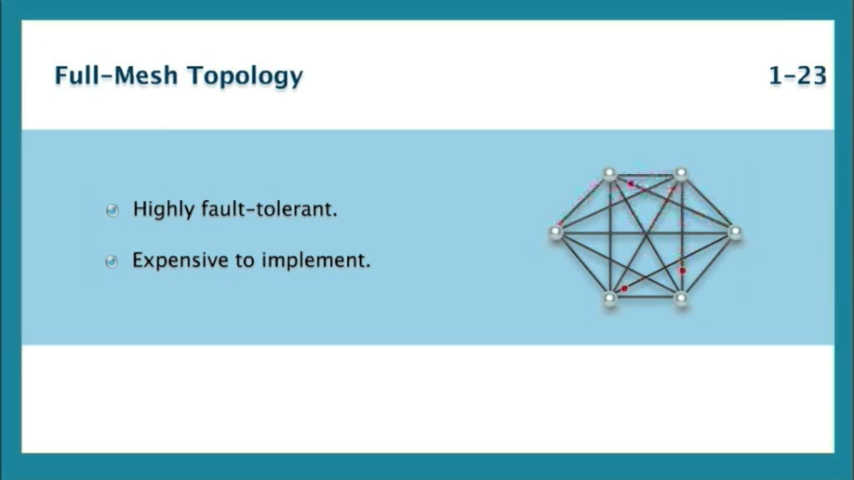 Full-Mesh Topology
1-23
Highly fault-tolerant.
Expensive to implement.